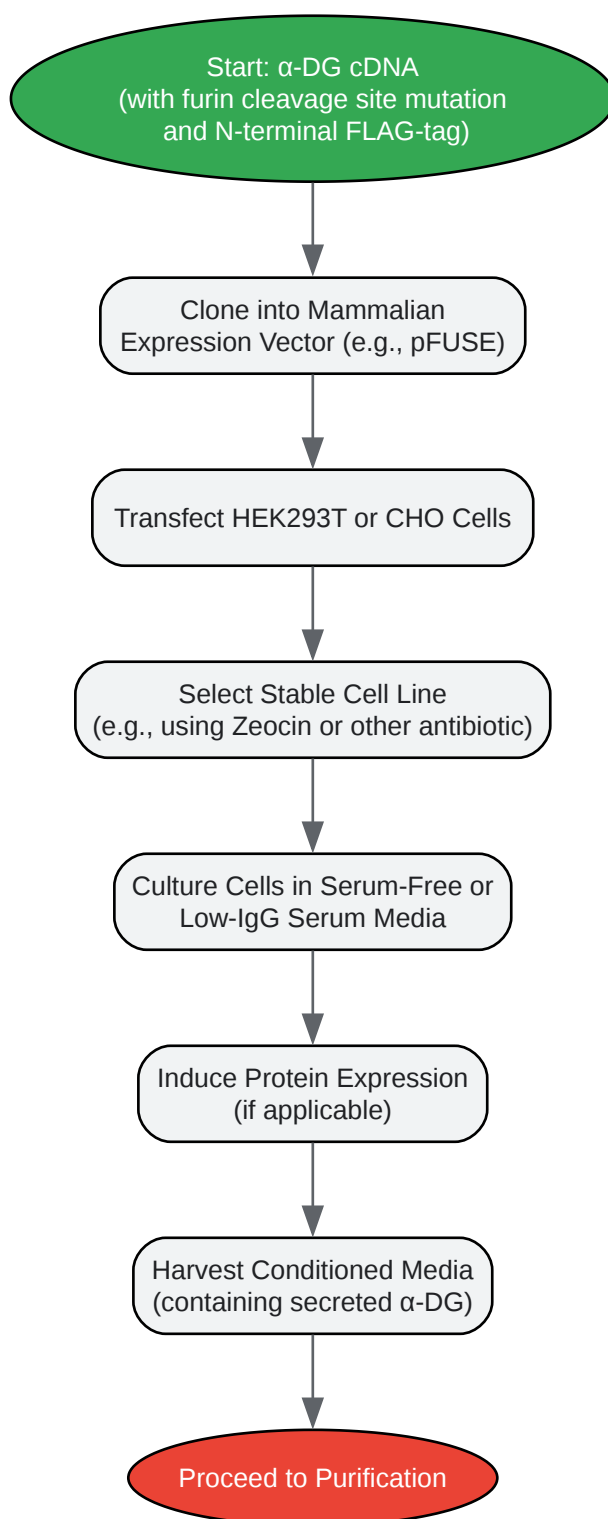 Start: α-DG cDNA
(with furin cleavage site mutation
and N-terminal FLAG-tag)
Clone into Mammalian
Expression Vector (e.g., pFUSE)
Transfect HEK293T or CHO Cells
Select Stable Cell Line
(e.g., using Zeocin or other antibiotic)
Culture Cells in Serum-Free or
Low-IgG Serum Media
Induce Protein Expression
(if applicable)
Harvest Conditioned Media
(containing secreted α-DG)
Proceed to Purification